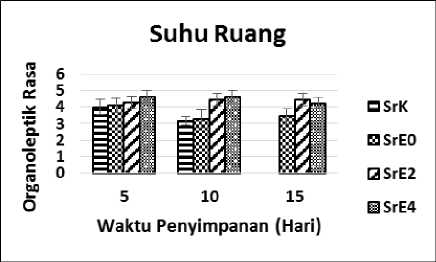 Suhu Ruang
Organoleptik Rasa
6
5
4
3
2
1
0
5 10 15
Waktu Penyimpanan (Hari)
SrK
SrE0
SrE2
SrE4